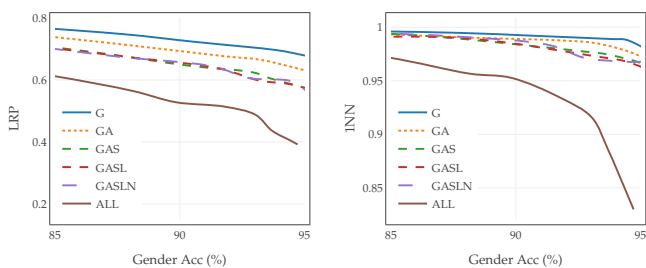 0.8
0.6
0.4
0.2
LRP
G
GA
GAS
GASL
GASLN
ALL
85
90
95
Gender Acc (%)
1
0.95
0.9
0.85
1NN
G
GA
GAS
GASL
GASLN
ALL
85
90
95
Gender Acc (%)